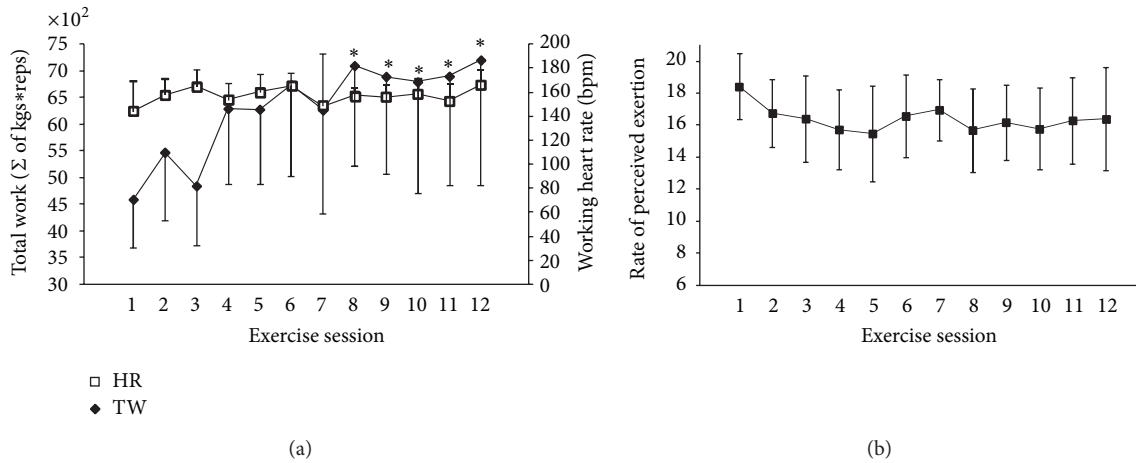 ×10²
75
70
65
60
55
50
45
40
35
30
Total work (Σ of kgs*reps)
* * * * *
200
180
160
140
120
100
80
60
40
20
0
Working heart rate (bpm)
1 2 3 4 5 6 7 8 9 10 11 12
Exercise session
HR
TW
(a)
20
18
16
14
12
10
8
6
Rate of perceived exertion
1 2 3 4 5 6 7 8 9 10 11 12
Exercise session
(b)